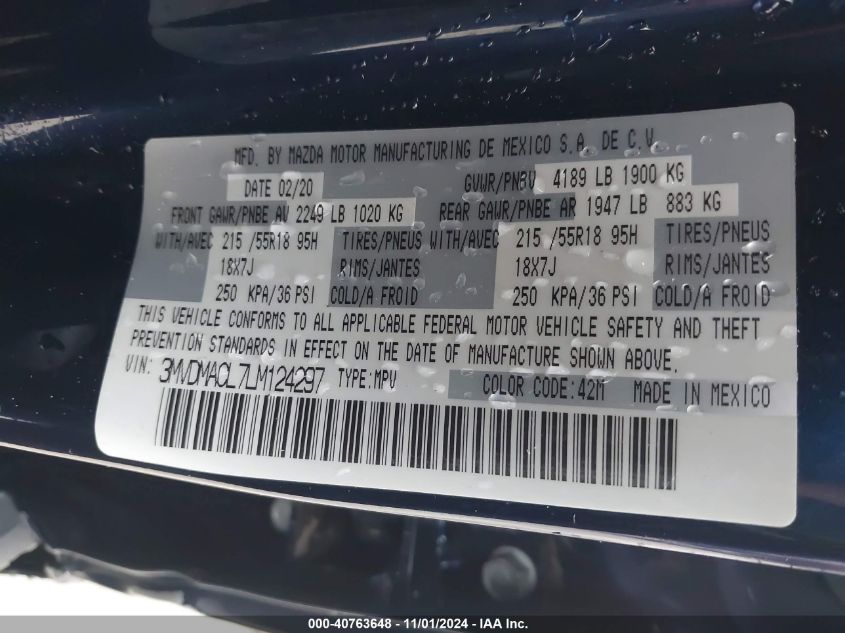 MFD. BY MAZDA MOTOR MANUFACTURING DE MEXICO S.A. DE C.V.
DATE 02/20 GVWR/PNBV 4189 LB 1900 KG
FRONT GAWR/PNBE AV 2249 LB 1020 KG REAR GAWR/PNBE AR 1947 LB 883 KG
WITH/AVEC 215 /55R18 95H TIRES/PNEUS WITH/AVEC 215 /55R18 95H TIRES/PNEUS
18X7J RIMS/JANTES 18X7J RIMS/JANTES
250 KPA/36 PSI COLD/A FROID 250 KPA/36 PSI COLD/A FROID
THIS VEHICLE CONFORMS TO ALL APPLICABLE FEDERAL MOTOR VEHICLE SAFETY AND THEFT
PREVENTION STANDARDS IN EFFECT ON THE DATE OF MANUFACTURE SHOWN ABOVE.
VIN: 3MVDMA0L7LM124297 TYPE:MPV COLOR CODE:42M MADE IN MEXICO
000-40763648 - 11/01/2024 - IAA Inc.